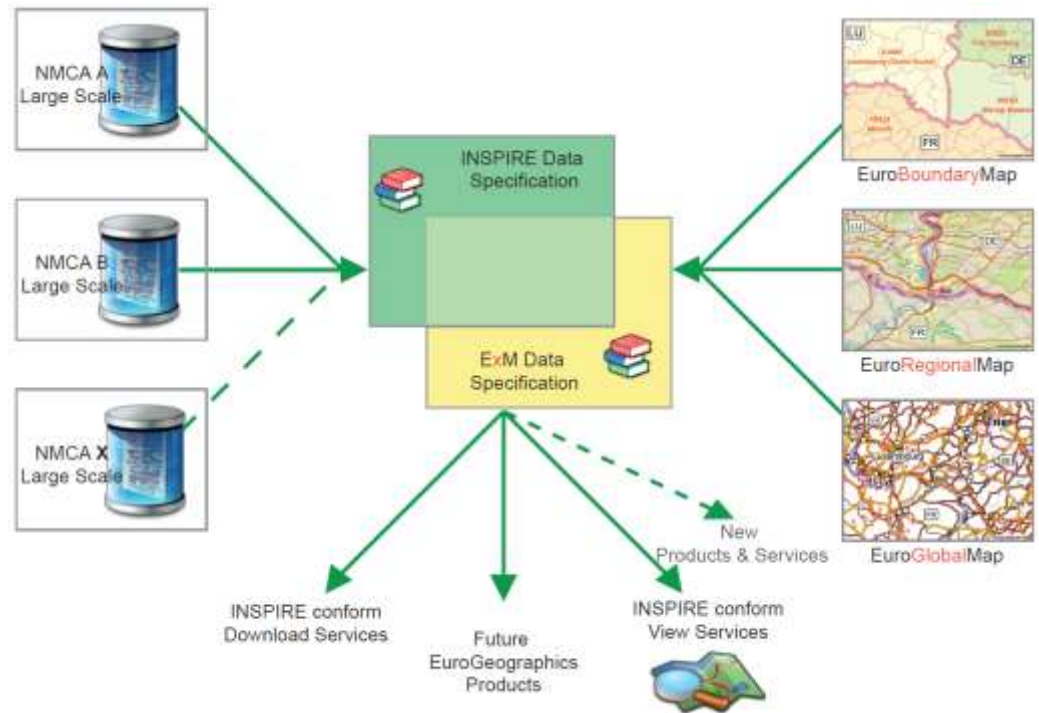 NMCA A
Large Scale
NMCA B
Large Scale
NMCA X
Large Scale
INSPIRE Data
Specification
ExM Data
Specification
LU
DE
FR
EuroBoundaryMap
LU
DE
FR
EuroRegionalMap
FR
EuroGlobalMap
New
Products & Services
INSPIRE conform
Download Services
Future
EuroGeographics
Products
INSPIRE conform
View Services